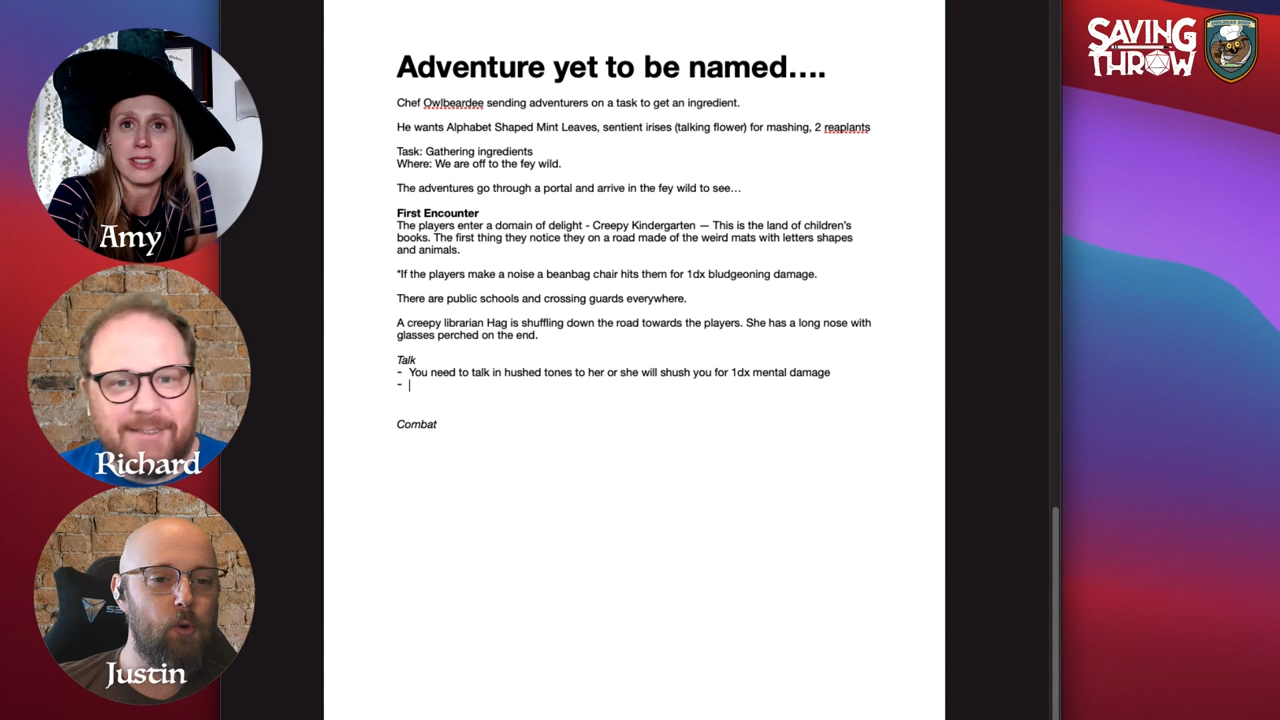 Adventure yet to be named....
Chef Owlbeardee sending adventurers on a task to get an ingredient.
He wants Alphabet Shaped Mint Leaves, sentient irises (talking flower) for mashing, 2 reaplants
Task: Gathering ingredients
Where: We are off to the fey wild.
The adventures go through a portal and arrive in the fey wild to see…
First Encounter
The players enter a domain of delight - Creepy Kindergarten — This is the land of children’s
books. The first thing they notice they on a road made of the weird mats with letters shapes
and animals.
*If the players make a noise a beanbag chair hits them for 1dx bludgeoning damage.
There are public schools and crossing guards everywhere.
A creepy librarian Hag is shuffling down the road towards the players. She has a long nose with
glasses perched on the end.
Talk
- You need to talk in hushed tones to her or she will shush you for 1dx mental damage
-
Combat
Amy
Richard
Justin
SAVING
THROW